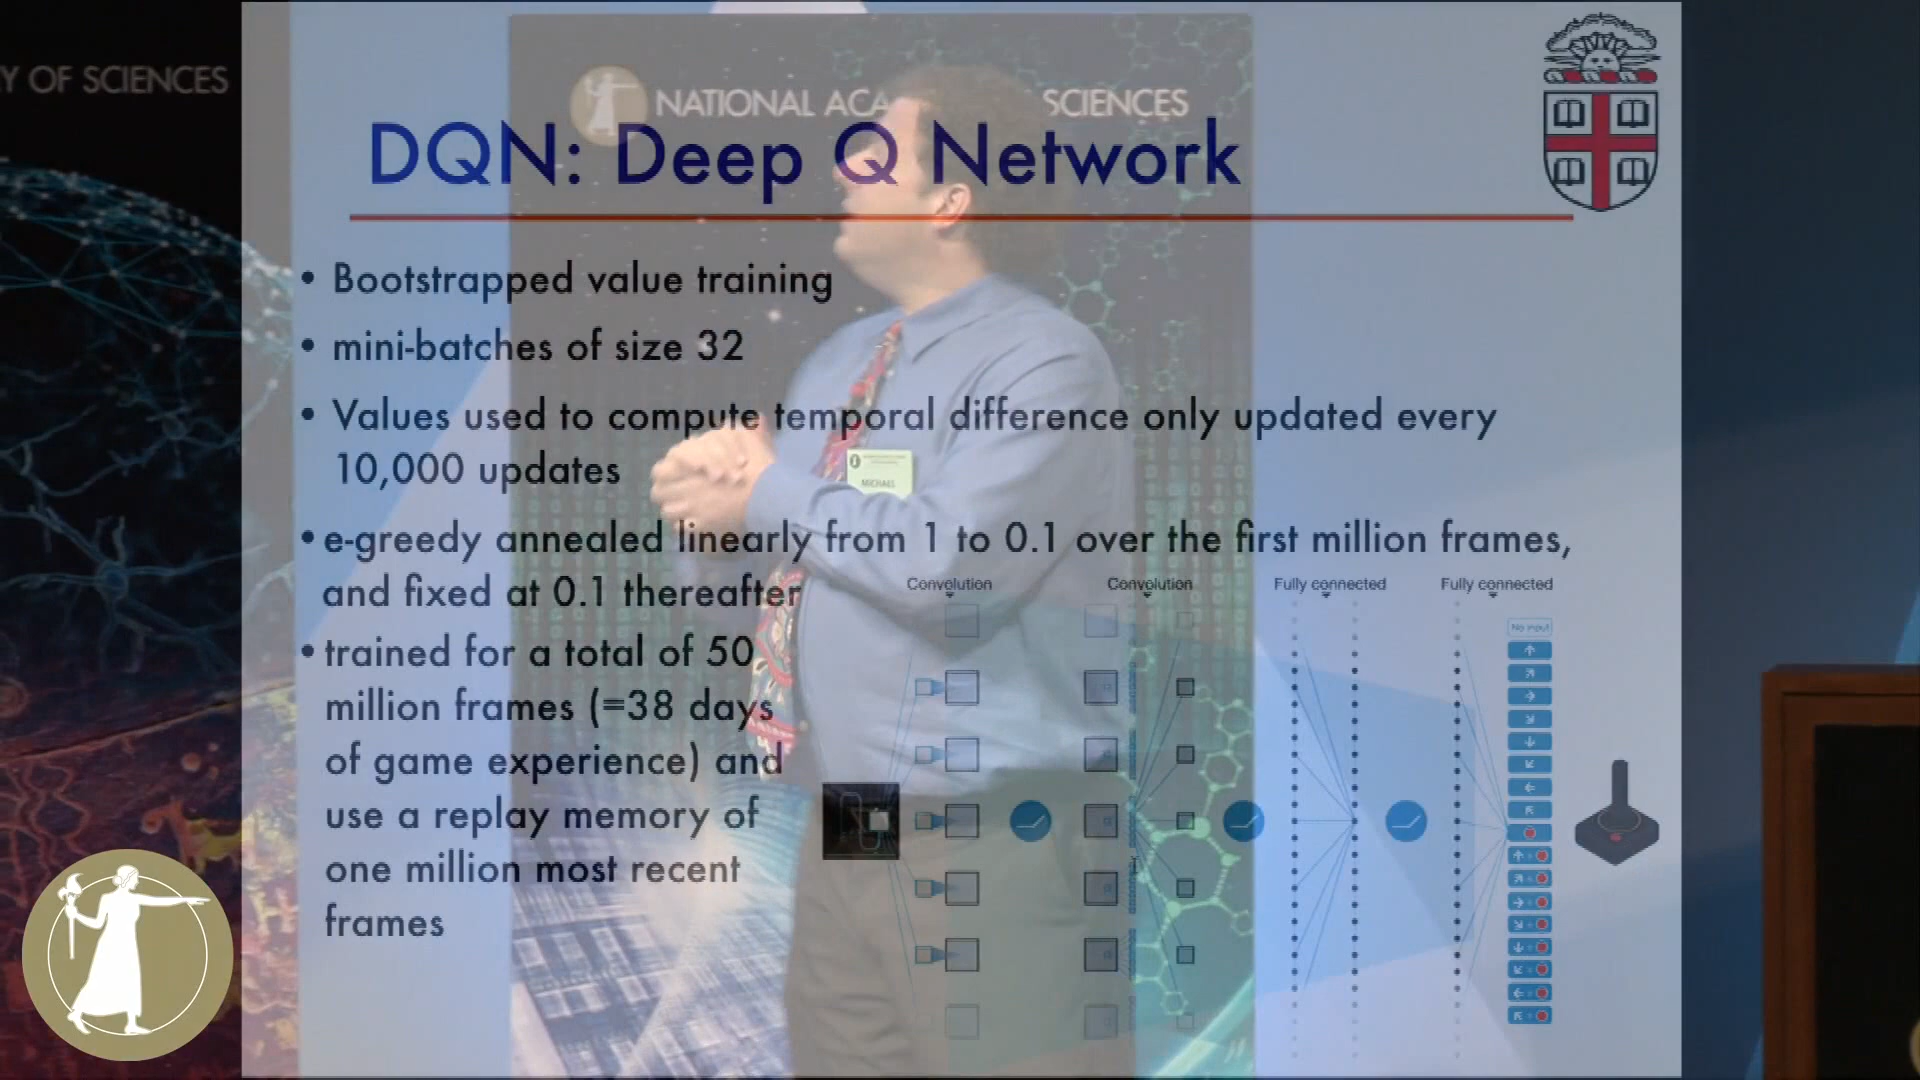 Y OF SCIENCES
NATIONAL ACA SCIENCES
DQN: Deep Q Network
• Bootstrapped value training
• mini-batches of size 32
• Values used to compute temporal difference only updated every
10,000 updates
MICHAEL
• e-greedy annealed linearly from 1 to 0.1 over the first million frames,
and fixed at 0.1 thereafter
• trained for a total of 50
million frames (=38 days
of game experience) and
use a replay memory of
one million most recent
frames
Convolution Convolution Fully connected Fully connected
No input